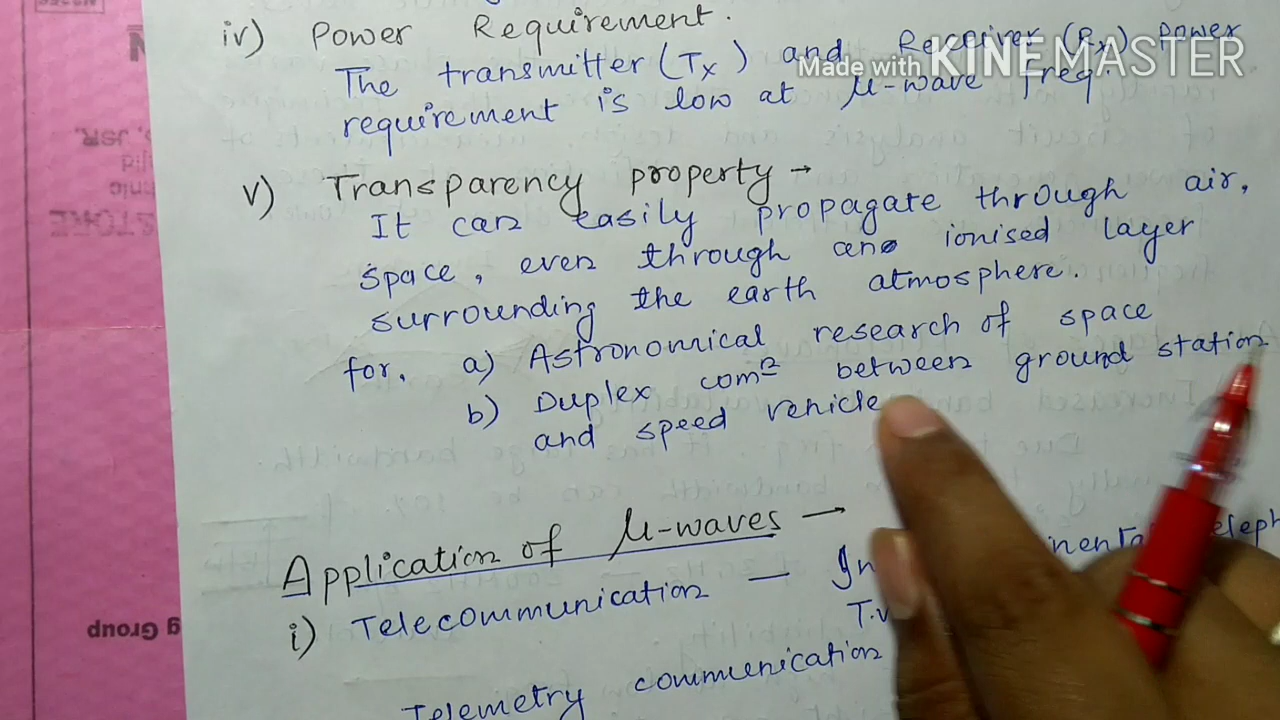 iv) Power Requirement.
The transmitter (Tx) and Receiver (Rx) power
requirement is low at μ-wave freq.
Made with KINEMASTER
v) Transparency property →
It can easily propagate through air,
space, even through an ionised layer
surrounding the earth atmosphere.
for. a) Astronomical research of space
b) Duplex comⁿ between ground station
and speed vehicle
Application of μ-waves →
i) Telecommunication —
T.V
Telemetry communication